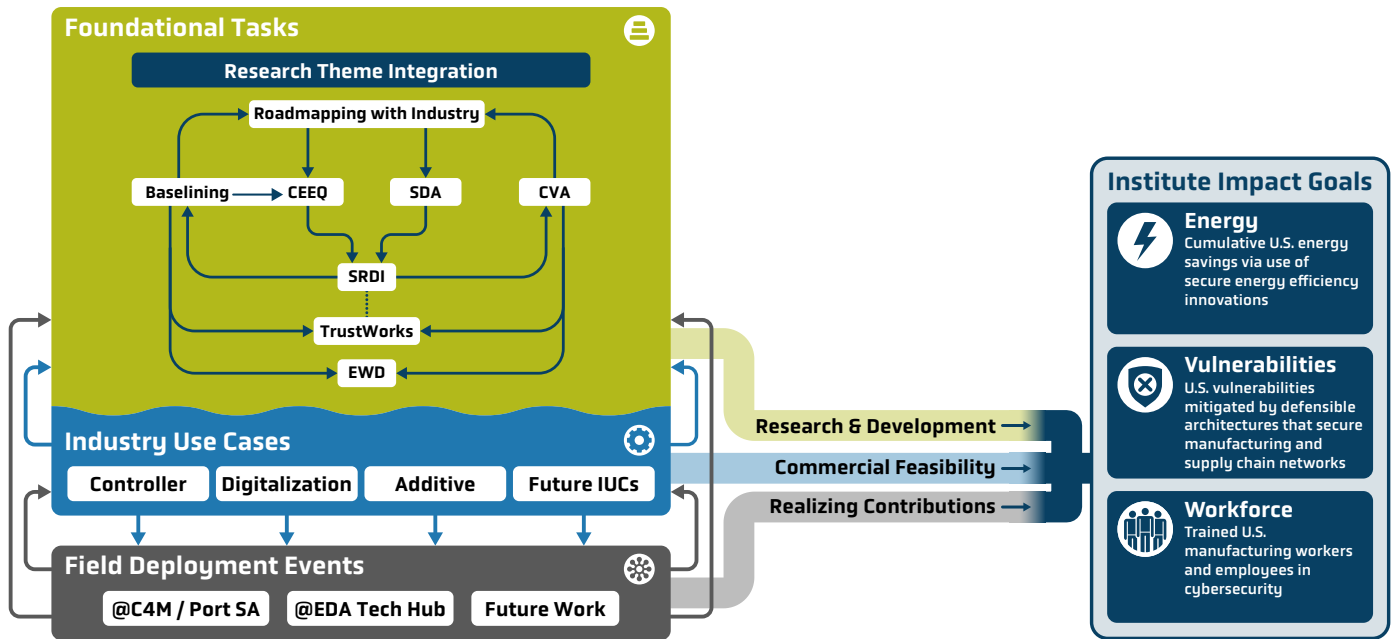 Foundational Tasks
Research Theme Integration
Roadmapping with Industry
Baselining
CEEQ
SDA
CVA
SRDI
TrustWorks
EWD
Industry Use Cases
Controller
Digitalization
Additive
Future IUCs
Field Deployment Events
@C4M / Port SA
@EDA Tech Hub
Future Work
Research & Development
Commercial Feasibility
Realizing Contributions
Institute Impact Goals
Energy
Cumulative U.S. energy
savings via use of
secure energy efficiency
innovations
Vulnerabilities
U.S. vulnerabilities
mitigated by defensible
architectures that secure
manufacturing and
supply chain networks
Workforce
Trained U.S.
manufacturing workers
and employees in
cybersecurity